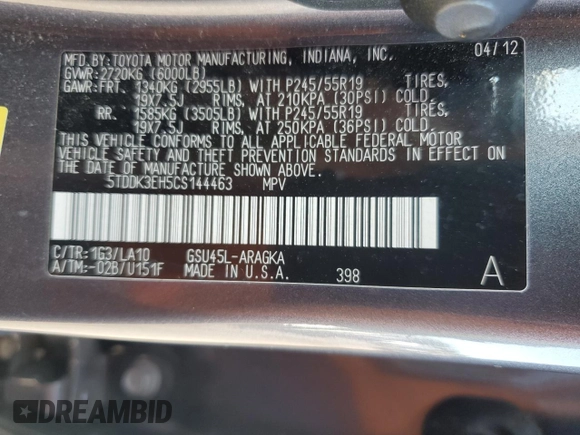 MFD.BY:TOYOTA MOTOR MANUFACTURING, INDIANA, INC. 04/12
GVWR:2720KG (6000LB)
GAWR:FRT. 1340KG (2955LB) WITH P245/55R19 TIRES,
19X7.5J RIMS, AT 210KPA (30PSI) COLD.
RR. 1585KG (3505LB) WITH P245/55R19 TIRES,
19X7.5J RIMS, AT 250KPA (36PSI) COLD.
THIS VEHICLE CONFORMS TO ALL APPLICABLE FEDERAL MOTOR
VEHICLE SAFETY AND THEFT PREVENTION STANDARDS IN EFFECT ON
THE DATE OF MANUFACTURE SHOWN ABOVE.
5TDDK3EH5CS144463 MPV
C/TR:1G3/LA10 GSU45L-ARAGKA
A/TM:-02B/U151F MADE IN U.S.A. 398 A
DREAMBID